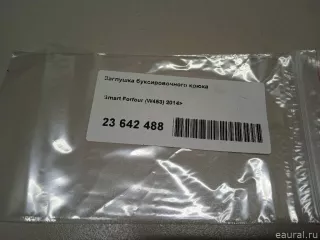 Заглушка буксировочного крюка
Smart Forfour (W453) 2014>
23 642 488
eaural.ru